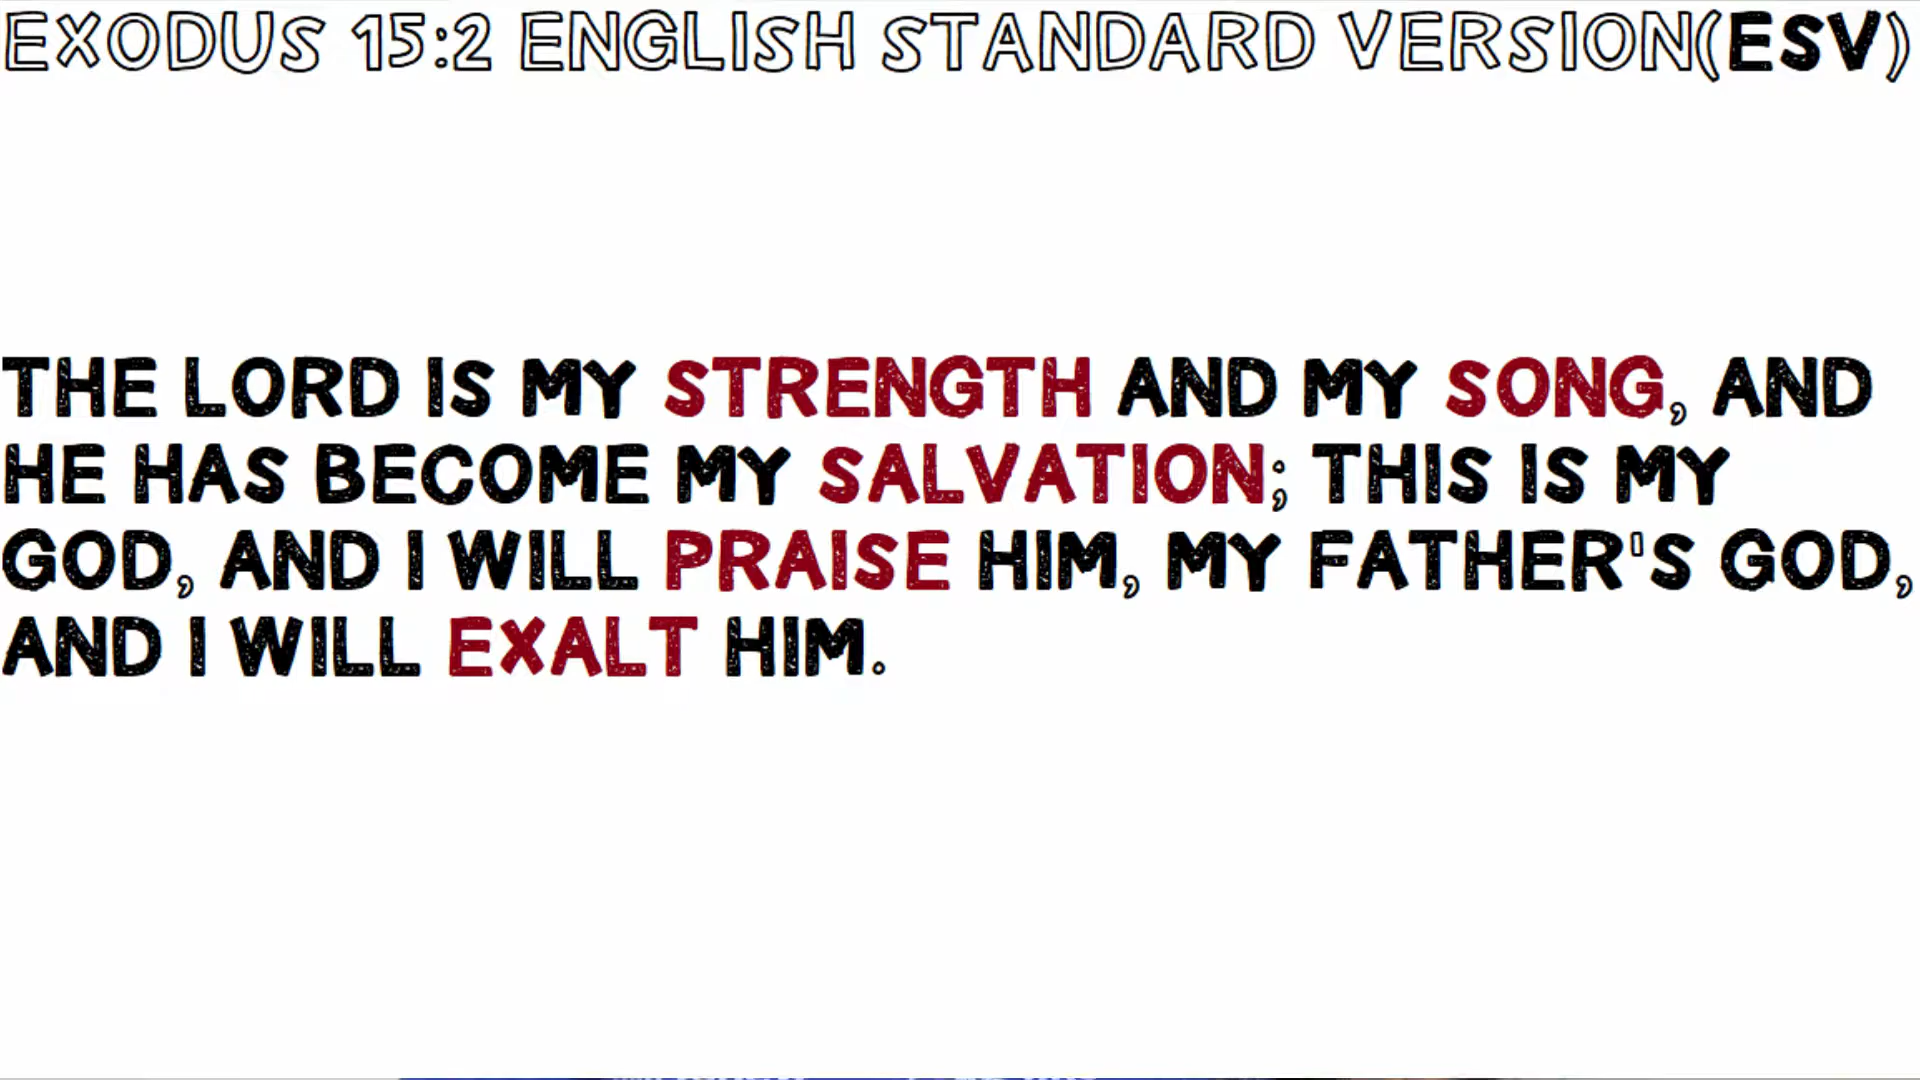 EXODUS 15:2 ENGLISH STANDARD VERSION(ESV)
THE LORD IS MY STRENGTH AND MY SONG, AND
HE HAS BECOME MY SALVATION; THIS IS MY
GOD, AND I WILL PRAISE HIM, MY FATHER'S GOD,
AND I WILL EXALT HIM.